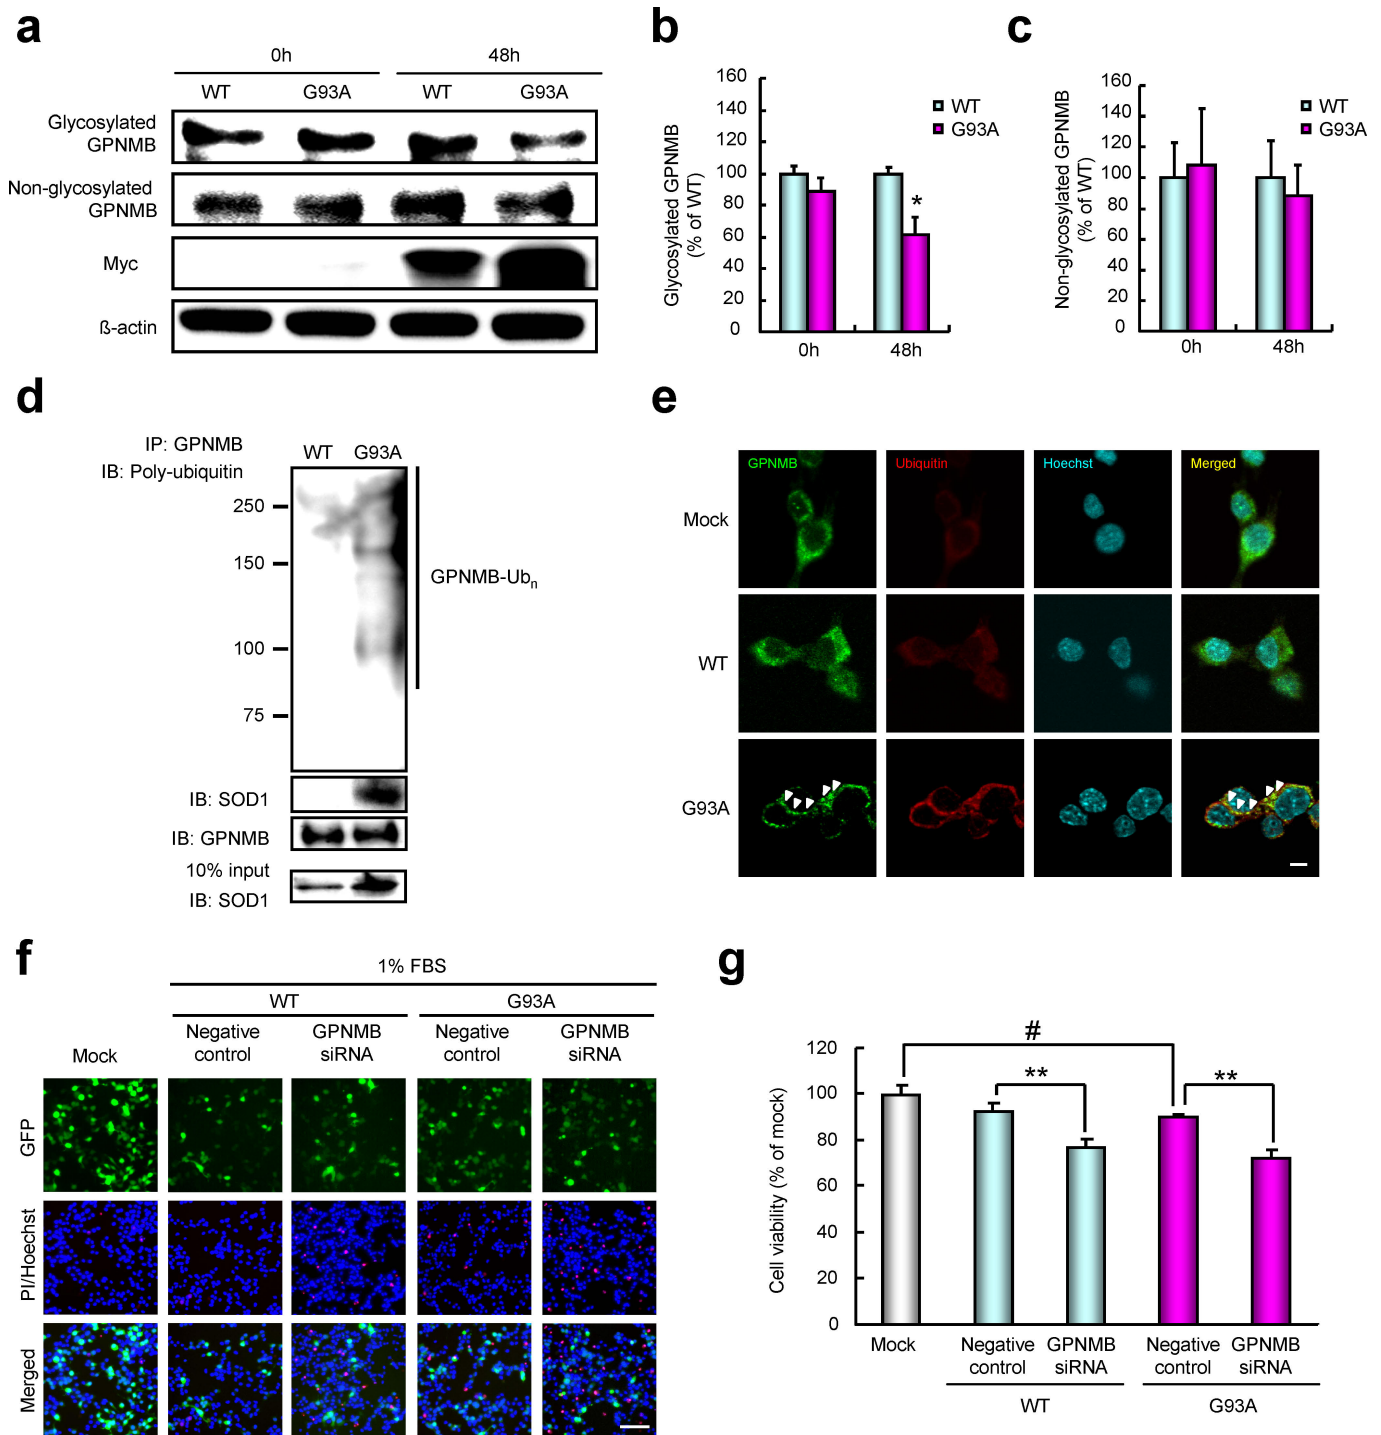 a
0h
48h
WT
G93A
WT
G93A
Glycosylated
GPNMB
Non-glycosylated
GPNMB
Myc
ß-actin
b
Glycosylated GPNMB
(% of WT)
160
140
120
100
80
60
40
20
0
WT
G93A
*
0h
48h
c
Non-glycosylated GPNMB
(% of WT)
160
140
120
100
80
60
40
20
0
WT
G93A
0h
48h
d
IP: GPNMB
IB: Poly-ubiquitin
WT
G93A
250
150
100
75
GPNMB-Ubn
IB: SOD1
IB: GPNMB
10% input
IB: SOD1
e
GPNMB
Ubiquitin
Hoechst
Merged
Mock
WT
G93A
f
1% FBS
WT
G93A
Mock
Negative
control
GPNMB
siRNA
Negative
control
GPNMB
siRNA
GFP
PI/Hoechst
Merged
g
Cell viability (% of mock)
120
100
80
60
40
20
0
#
**
**
Mock
Negative
control
GPNMB
siRNA
Negative
control
GPNMB
siRNA
WT
G93A